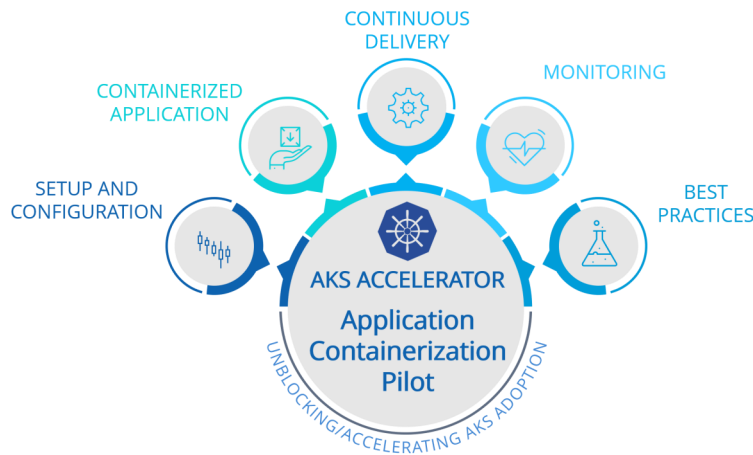 CONTINUOUS
DELIVERY
MONITORING
CONTAINERIZED
APPLICATION
SETUP AND
CONFIGURATION
BEST
PRACTICES
AKS ACCELERATOR
Application
Containerization
Pilot
UNBLOCKING/ACCELERATING AKS ADOPTION